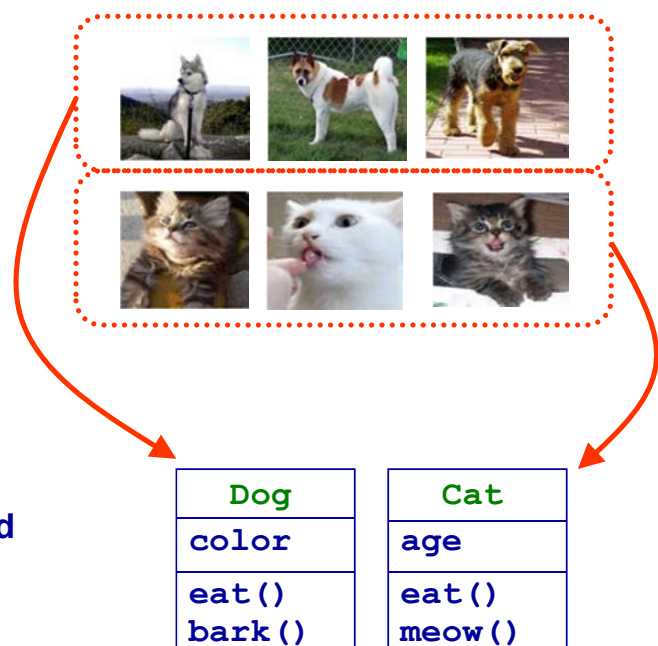 Dog
Cat
color
age
d
eat()
eat()
bark()
meow()